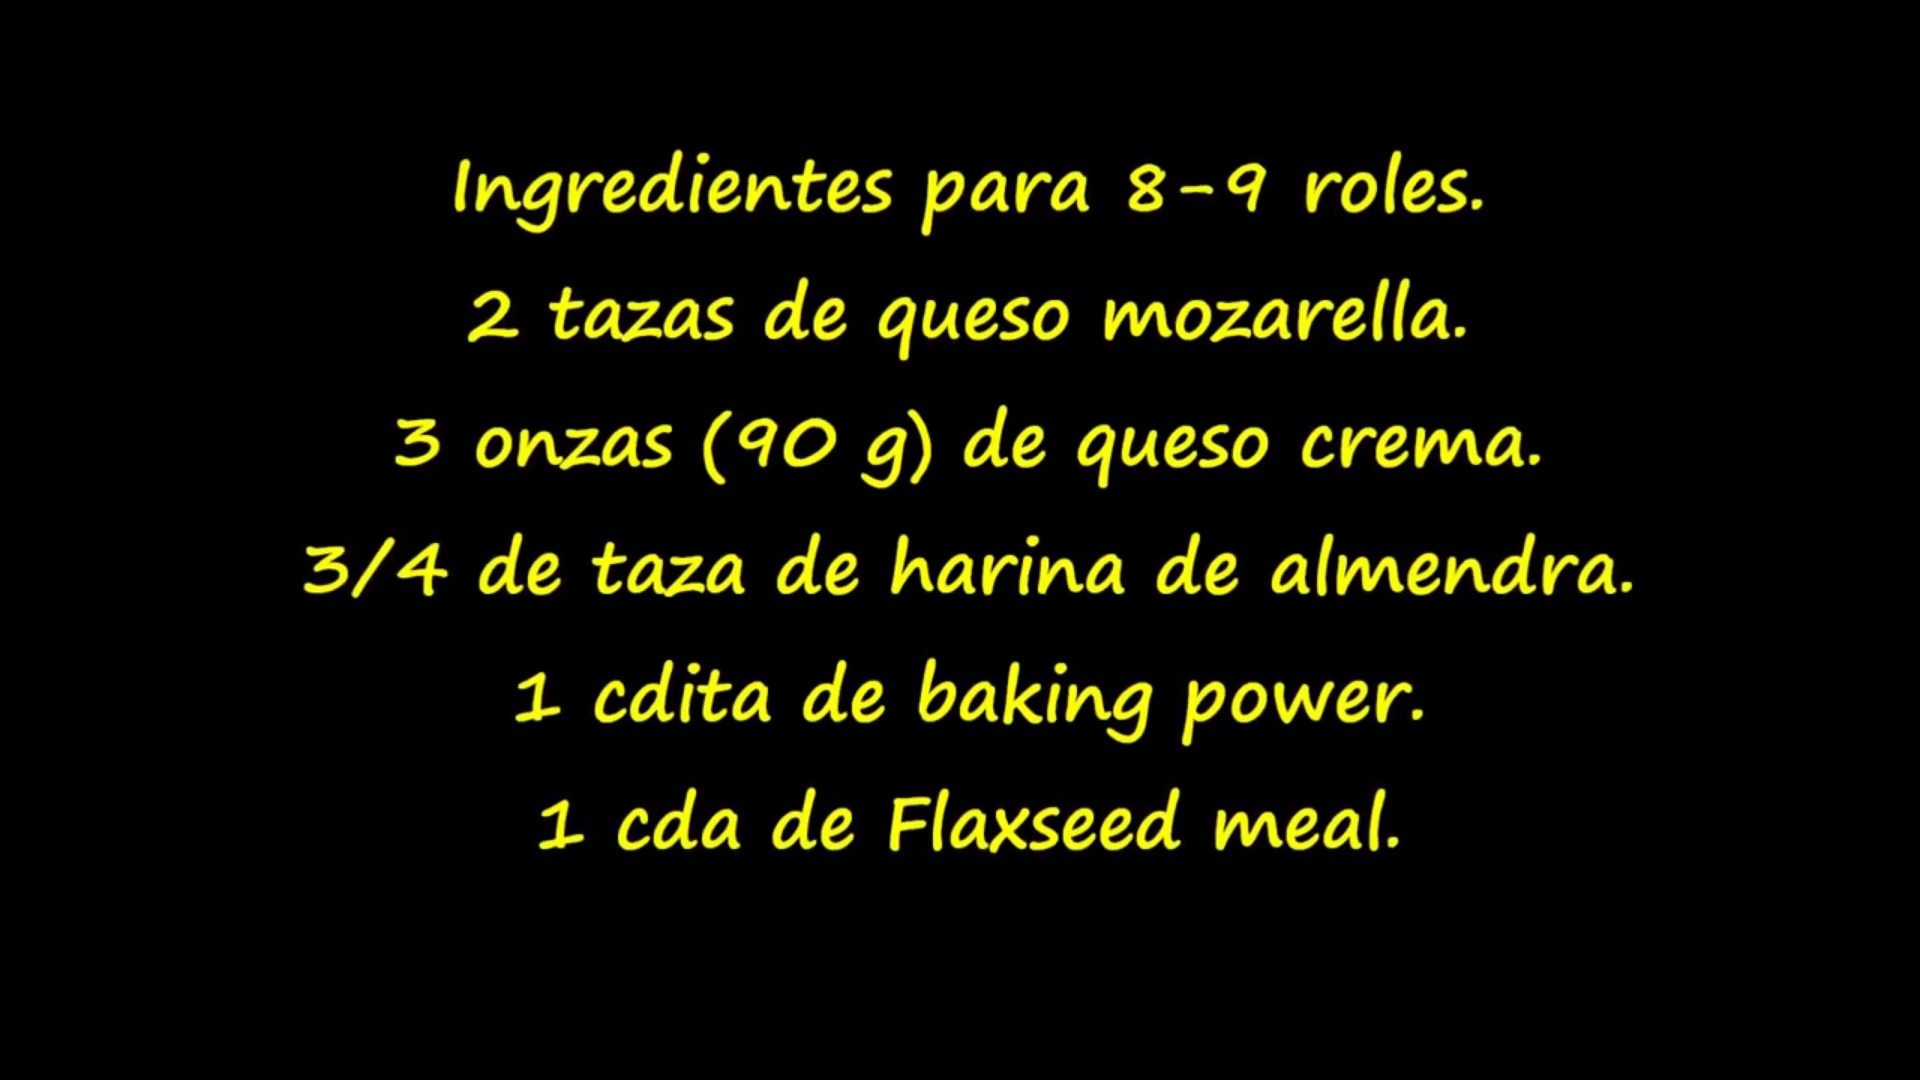 Ingredientes para 8-9 roles.
2 tazas de queso mozarella.
3 onzas (90 g) de queso crema.
3/4 de taza de harina de almendra.
1 cdita de baking power.
1 cda de Flaxseed meal.